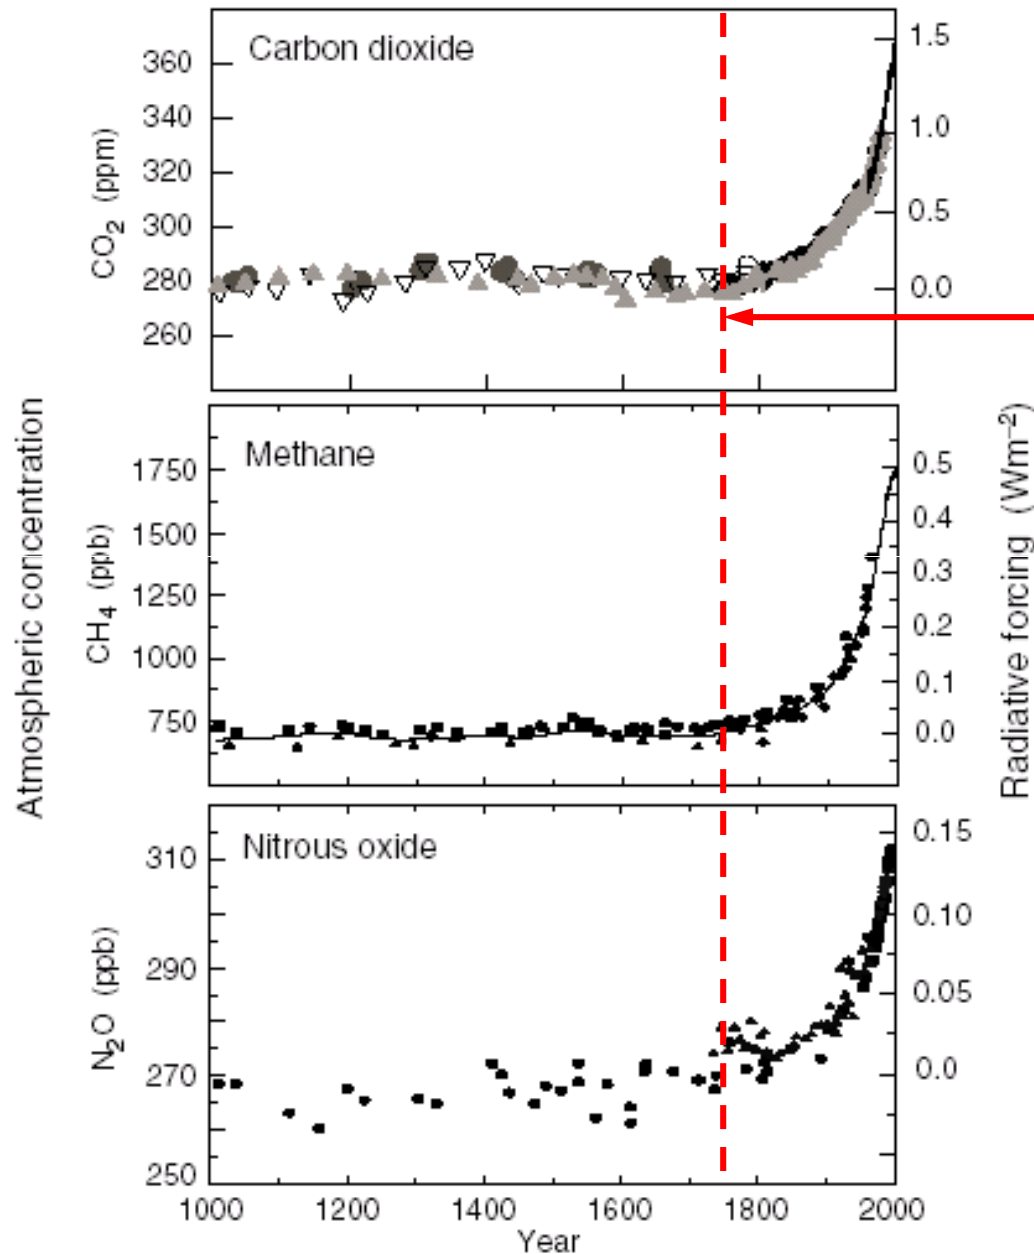 Carbon dioxide
CO2 (ppm)
360
340
320
300
280
260
1.5
1.0
0.5
0.0
Atmospheric concentration
Radiative forcing (Wm−2)
Methane
CH4 (ppb)
1750
1500
1250
1000
750
0.5
0.4
0.3
0.2
0.1
0.0
Nitrous oxide
N2O (ppb)
310
290
270
250
0.15
0.10
0.05
0.0
1000 1200 1400 1600 1800 2000
Year